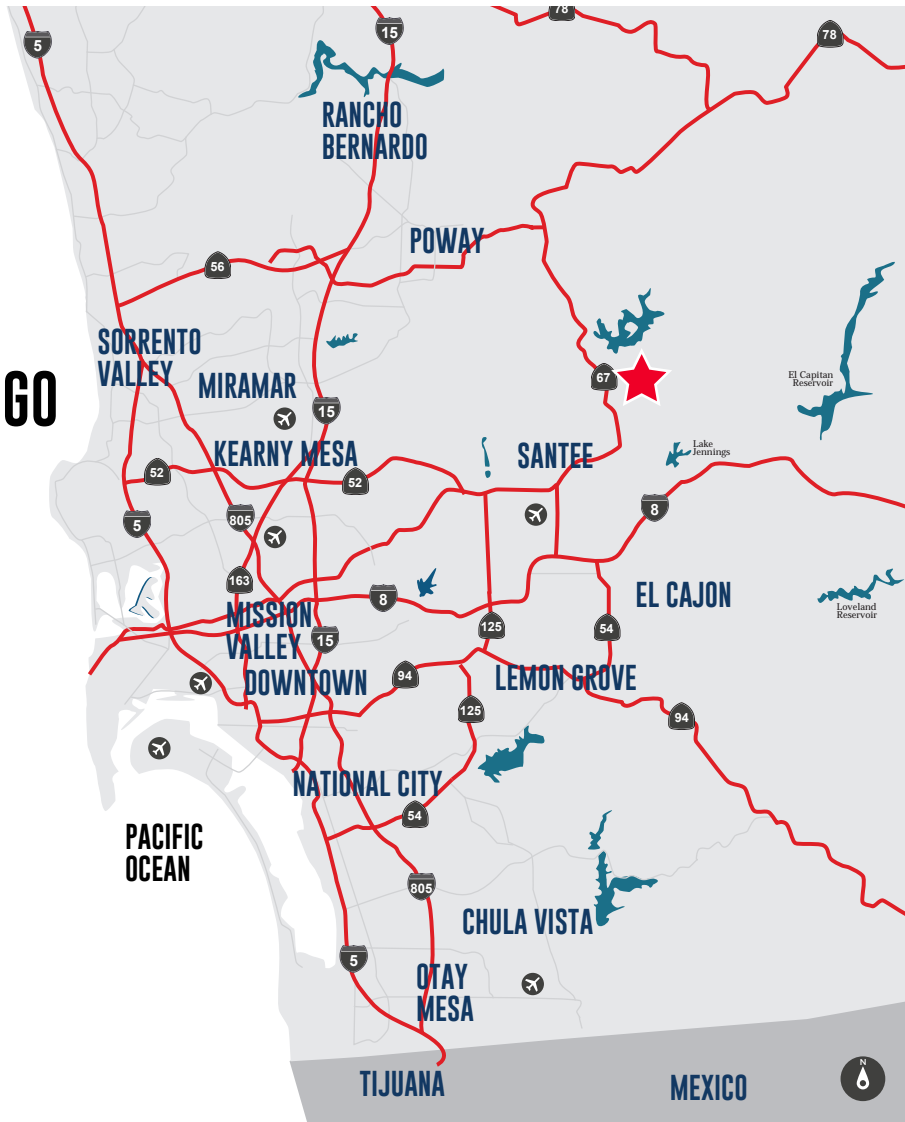 78
5
15
78
RANCHO
BERNARDO
POWAY
56
SORRENTO
VALLEY
El Capitan
Reservoir
67
GO
MIRAMAR
15
Lake
Jennings
KEARNY MESA
SANTEE
52
52
8
5
805
163
8
EL CAJON
Loveland
Reservoir
MISSION
VALLEY
15
125
54
DOWNTOWN
94
LEMON GROVE
125
94
NATIONAL CITY
54
PACIFIC
OCEAN
805
CHULA VISTA
5
OTAY
MESA
N
TIJUANA
MEXICO